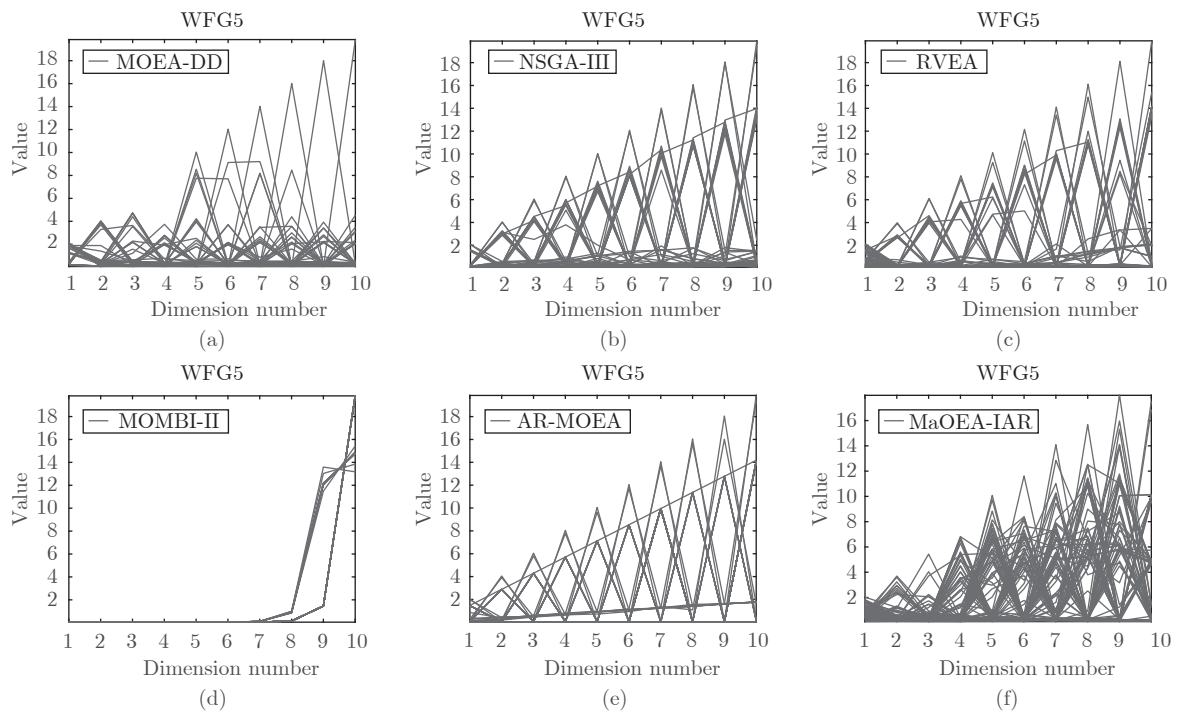 WFG5
MOEA-DD
18
16
14
12
10
8
6
4
2
Value
1 2 3 4 5 6 7 8 9 10
Dimension number
(a)
WFG5
NSGA-III
18
16
14
12
10
8
6
4
2
Value
1 2 3 4 5 6 7 8 9 10
Dimension number
(b)
WFG5
RVEA
18
16
14
12
10
8
6
4
2
Value
1 2 3 4 5 6 7 8 9 10
Dimension number
(c)
WFG5
MOMBI-II
18
16
14
12
10
8
6
4
2
Value
1 2 3 4 5 6 7 8 9 10
Dimension number
(d)
WFG5
AR-MOEA
18
16
14
12
10
8
6
4
2
Value
1 2 3 4 5 6 7 8 9 10
Dimension number
(e)
WFG5
MaOEA-IAR
16
14
12
10
8
6
4
2
Value
1 2 3 4 5 6 7 8 9 10
Dimension number
(f)